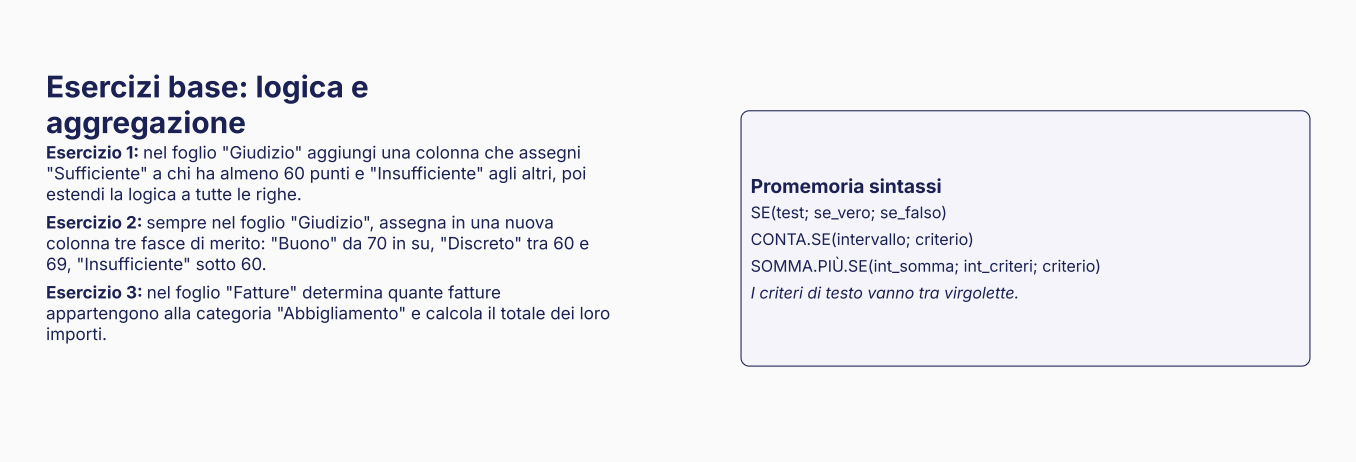 Esercizi base: logica e
aggregazione
Esercizio 1: nel foglio "Giudizio" aggiungi una colonna che assegni
"Sufficiente" a chi ha almeno 60 punti e "Insufficiente" agli altri, poi
estendi la logica a tutte le righe.
Esercizio 2: sempre nel foglio "Giudizio", assegna in una nuova
colonna tre fasce di merito: "Buono" da 70 in su, "Discreto" tra 60 e
69, "Insufficiente" sotto 60.
Esercizio 3: nel foglio "Fatture" determina quante fatture
appartengono alla categoria "Abbigliamento" e calcola il totale dei loro
importi.
Promemoria sintassi
SE(test; se_vero; se_falso)
CONTA.SE(intervallo; criterio)
SOMMA.PIÙ.SE(int_somma; int_criteri; criterio)
I criteri di testo vanno tra virgolette.